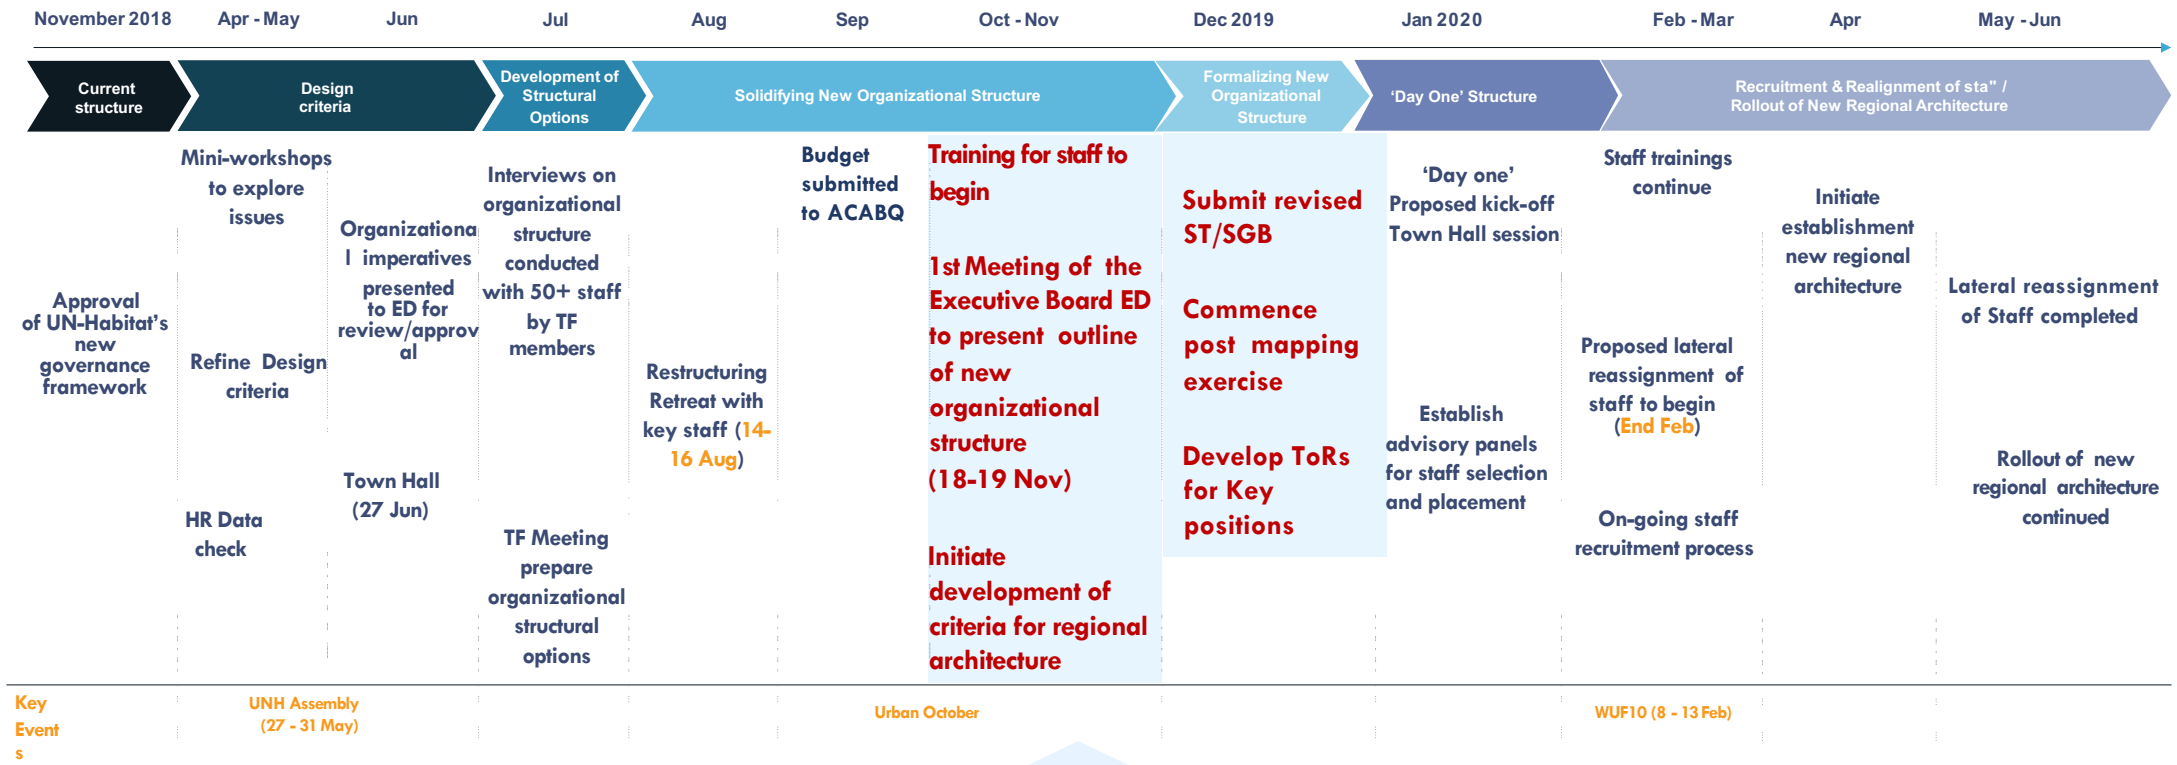 November 2018
Apr - May
Jun
Jul
Aug
Sep
Oct - Nov
Dec 2019
Jan 2020
Feb - Mar
Apr
May - Jun
Current
structure
Design
criteria
Development of
Structural
Options
Solidifying New Organizational Structure
Formalizing New
Organizational
Structure
‘Day One’ Structure
Recruitment & Realignment of sta" /
Rollout of New Regional Architecture
Approval
of UN-Habitat’s
new
governance
framework
Mini-workshops
to explore
issues
Refine Design
criteria
HR Data
check
Organizationa
l imperatives
presented
to ED for
review/approv
al
Town Hall
(27 Jun)
Interviews on
organizational
structure
conducted
with 50+ staff
by TF
members
TF Meeting
prepare
organizational
structural
options
Restructuring
Retreat with
key staff (14-
16 Aug)
Budget
submitted
to ACABQ
Training for staff to
begin
1st Meeting of the
Executive Board ED
to present outline
of new
organizational
structure
(18-19 Nov)
Initiate
development of
criteria for regional
architecture
Submit revised
ST/SGB
Commence
post mapping
exercise
Develop ToRs
for Key
positions
‘Day one’
Proposed kick-off
Town Hall session
Establish
advisory panels
for staff selection
and placement
Staff trainings
continue
Proposed lateral
reassignment of
staff to begin
(End Feb)
On-going staff
recruitment process
Initiate
establishment
new regional
architecture
Lateral reassignment
of Staff completed
Rollout of new
regional architecture
continued
Key
Event
s
UNH Assembly
(27 - 31 May)
Urban October
WUF10 (8 - 13 Feb)